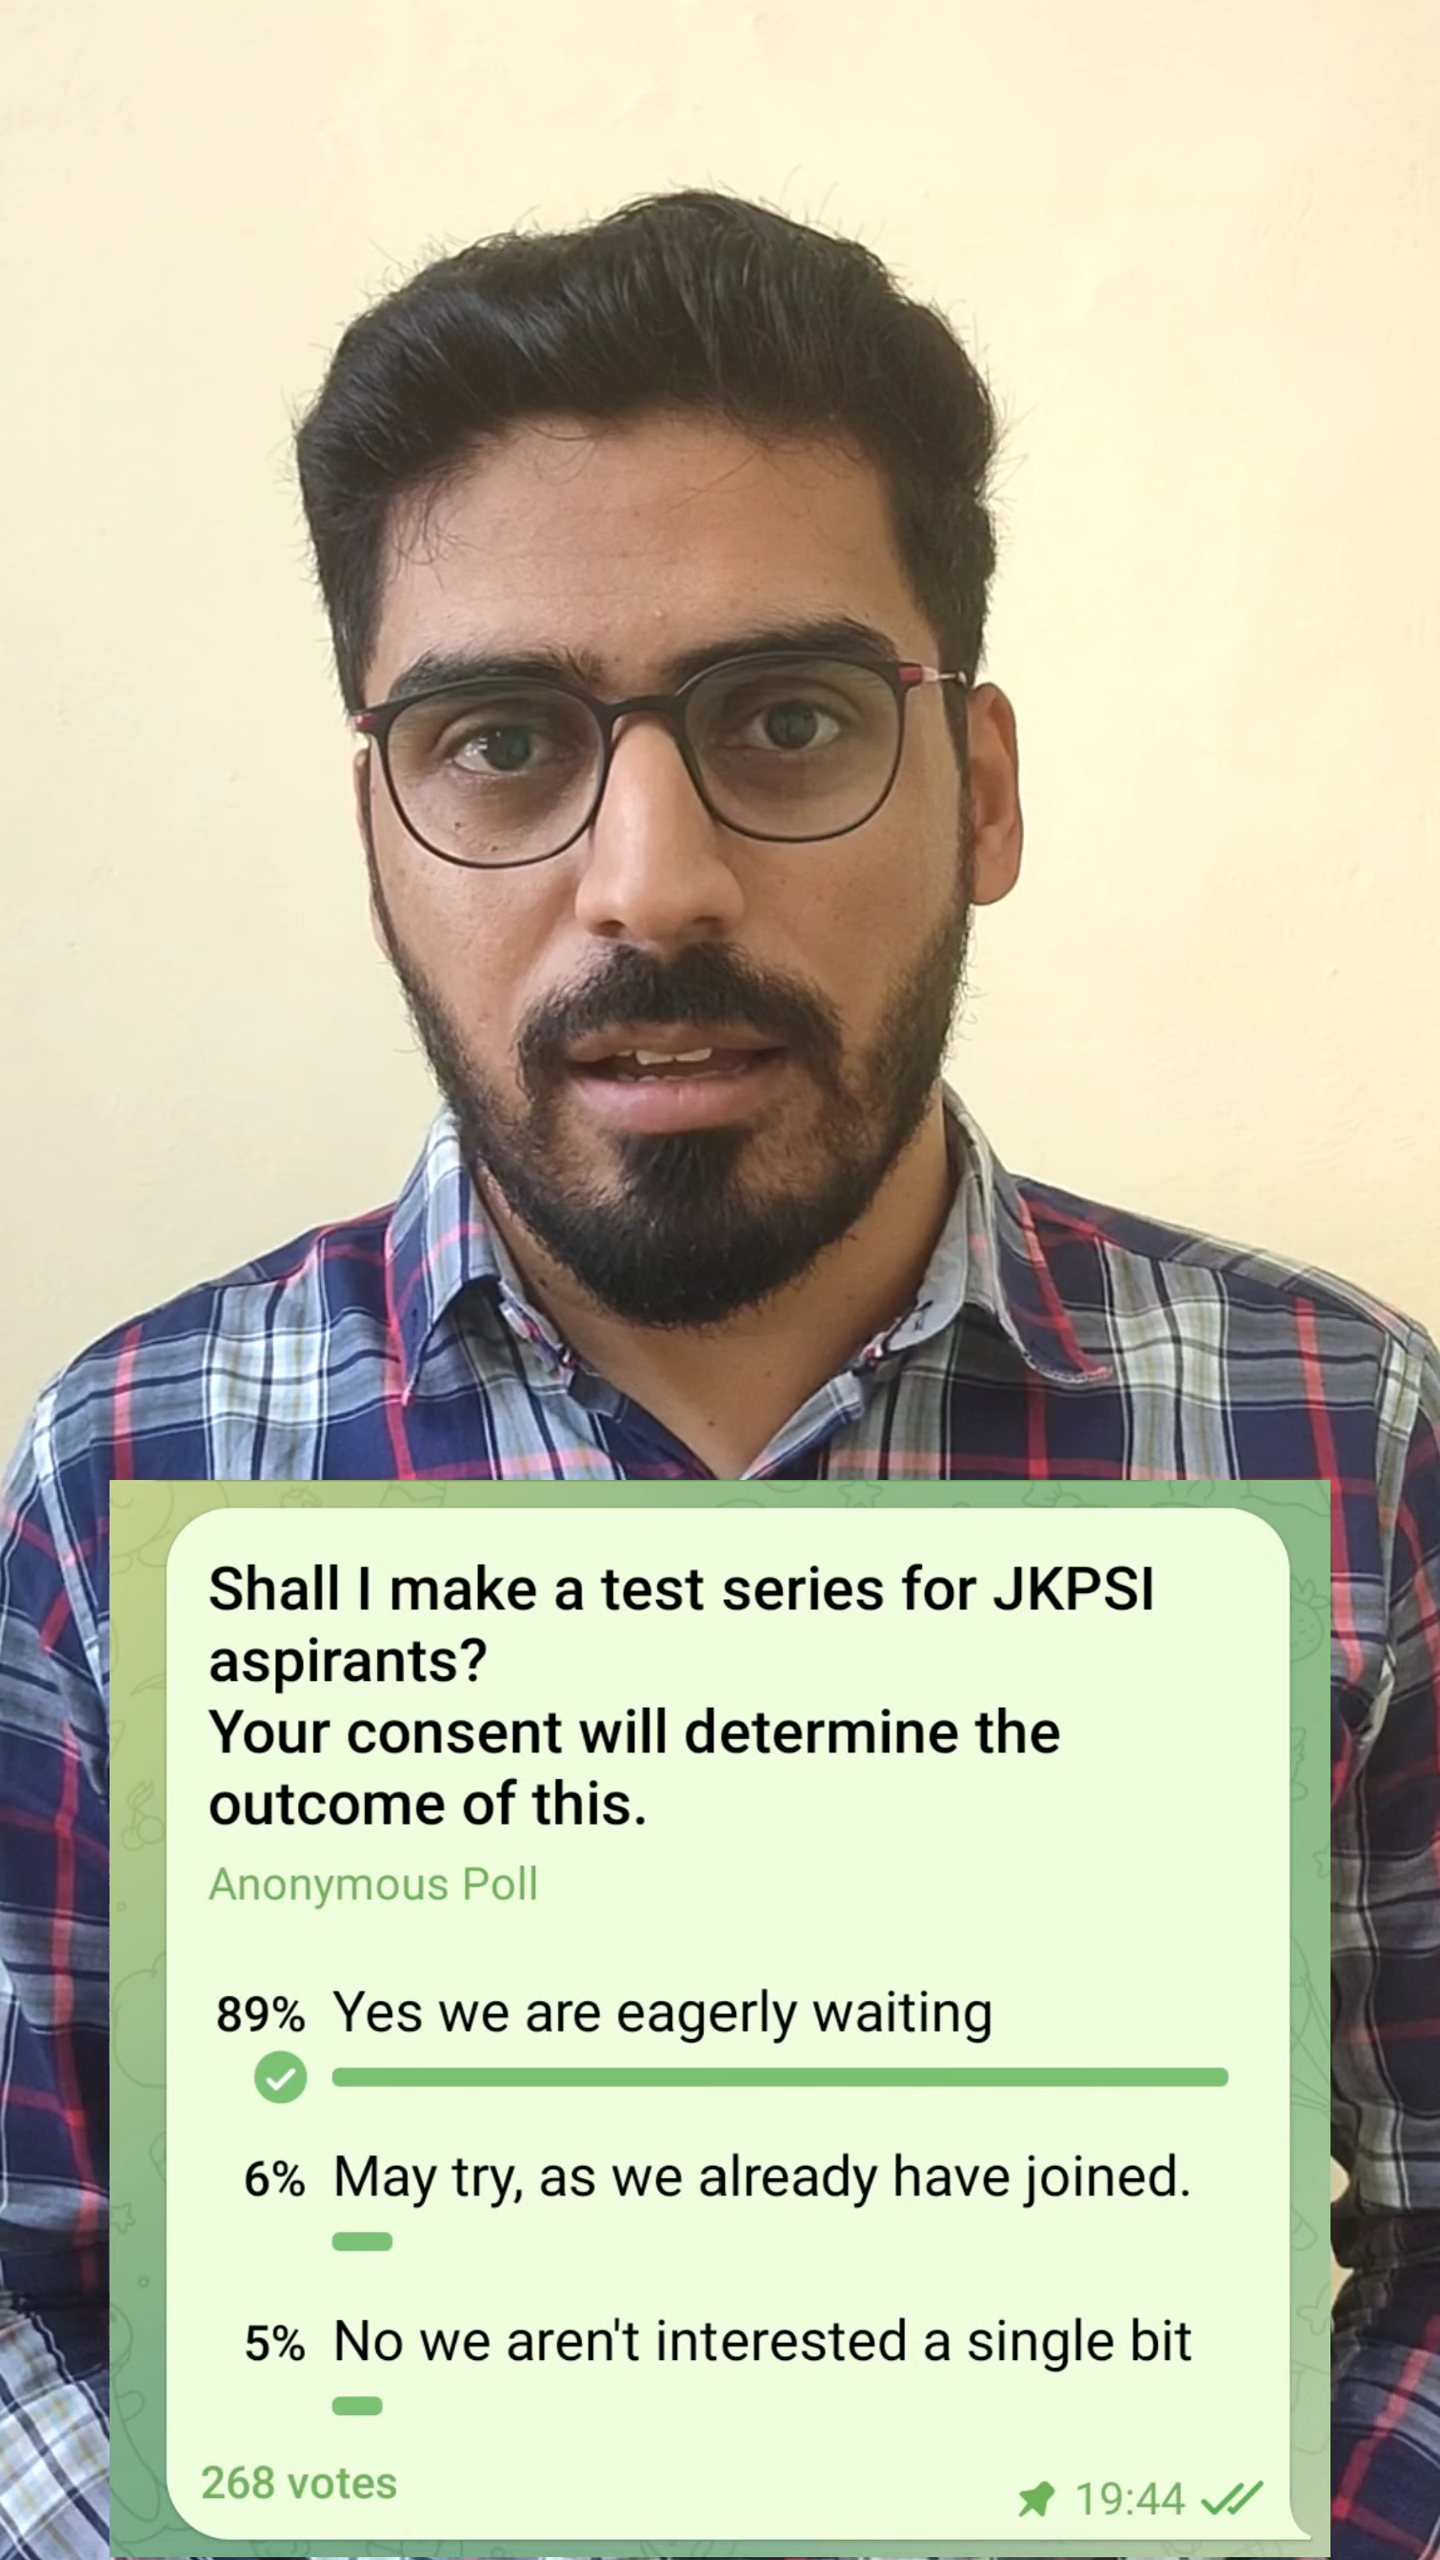 Shall I make a test series for JKPSI
aspirants?
Your consent will determine the
outcome of this.
Anonymous Poll
89% Yes we are eagerly waiting
6% May try, as we already have joined.
5% No we aren't interested a single bit
268 votes
19:44